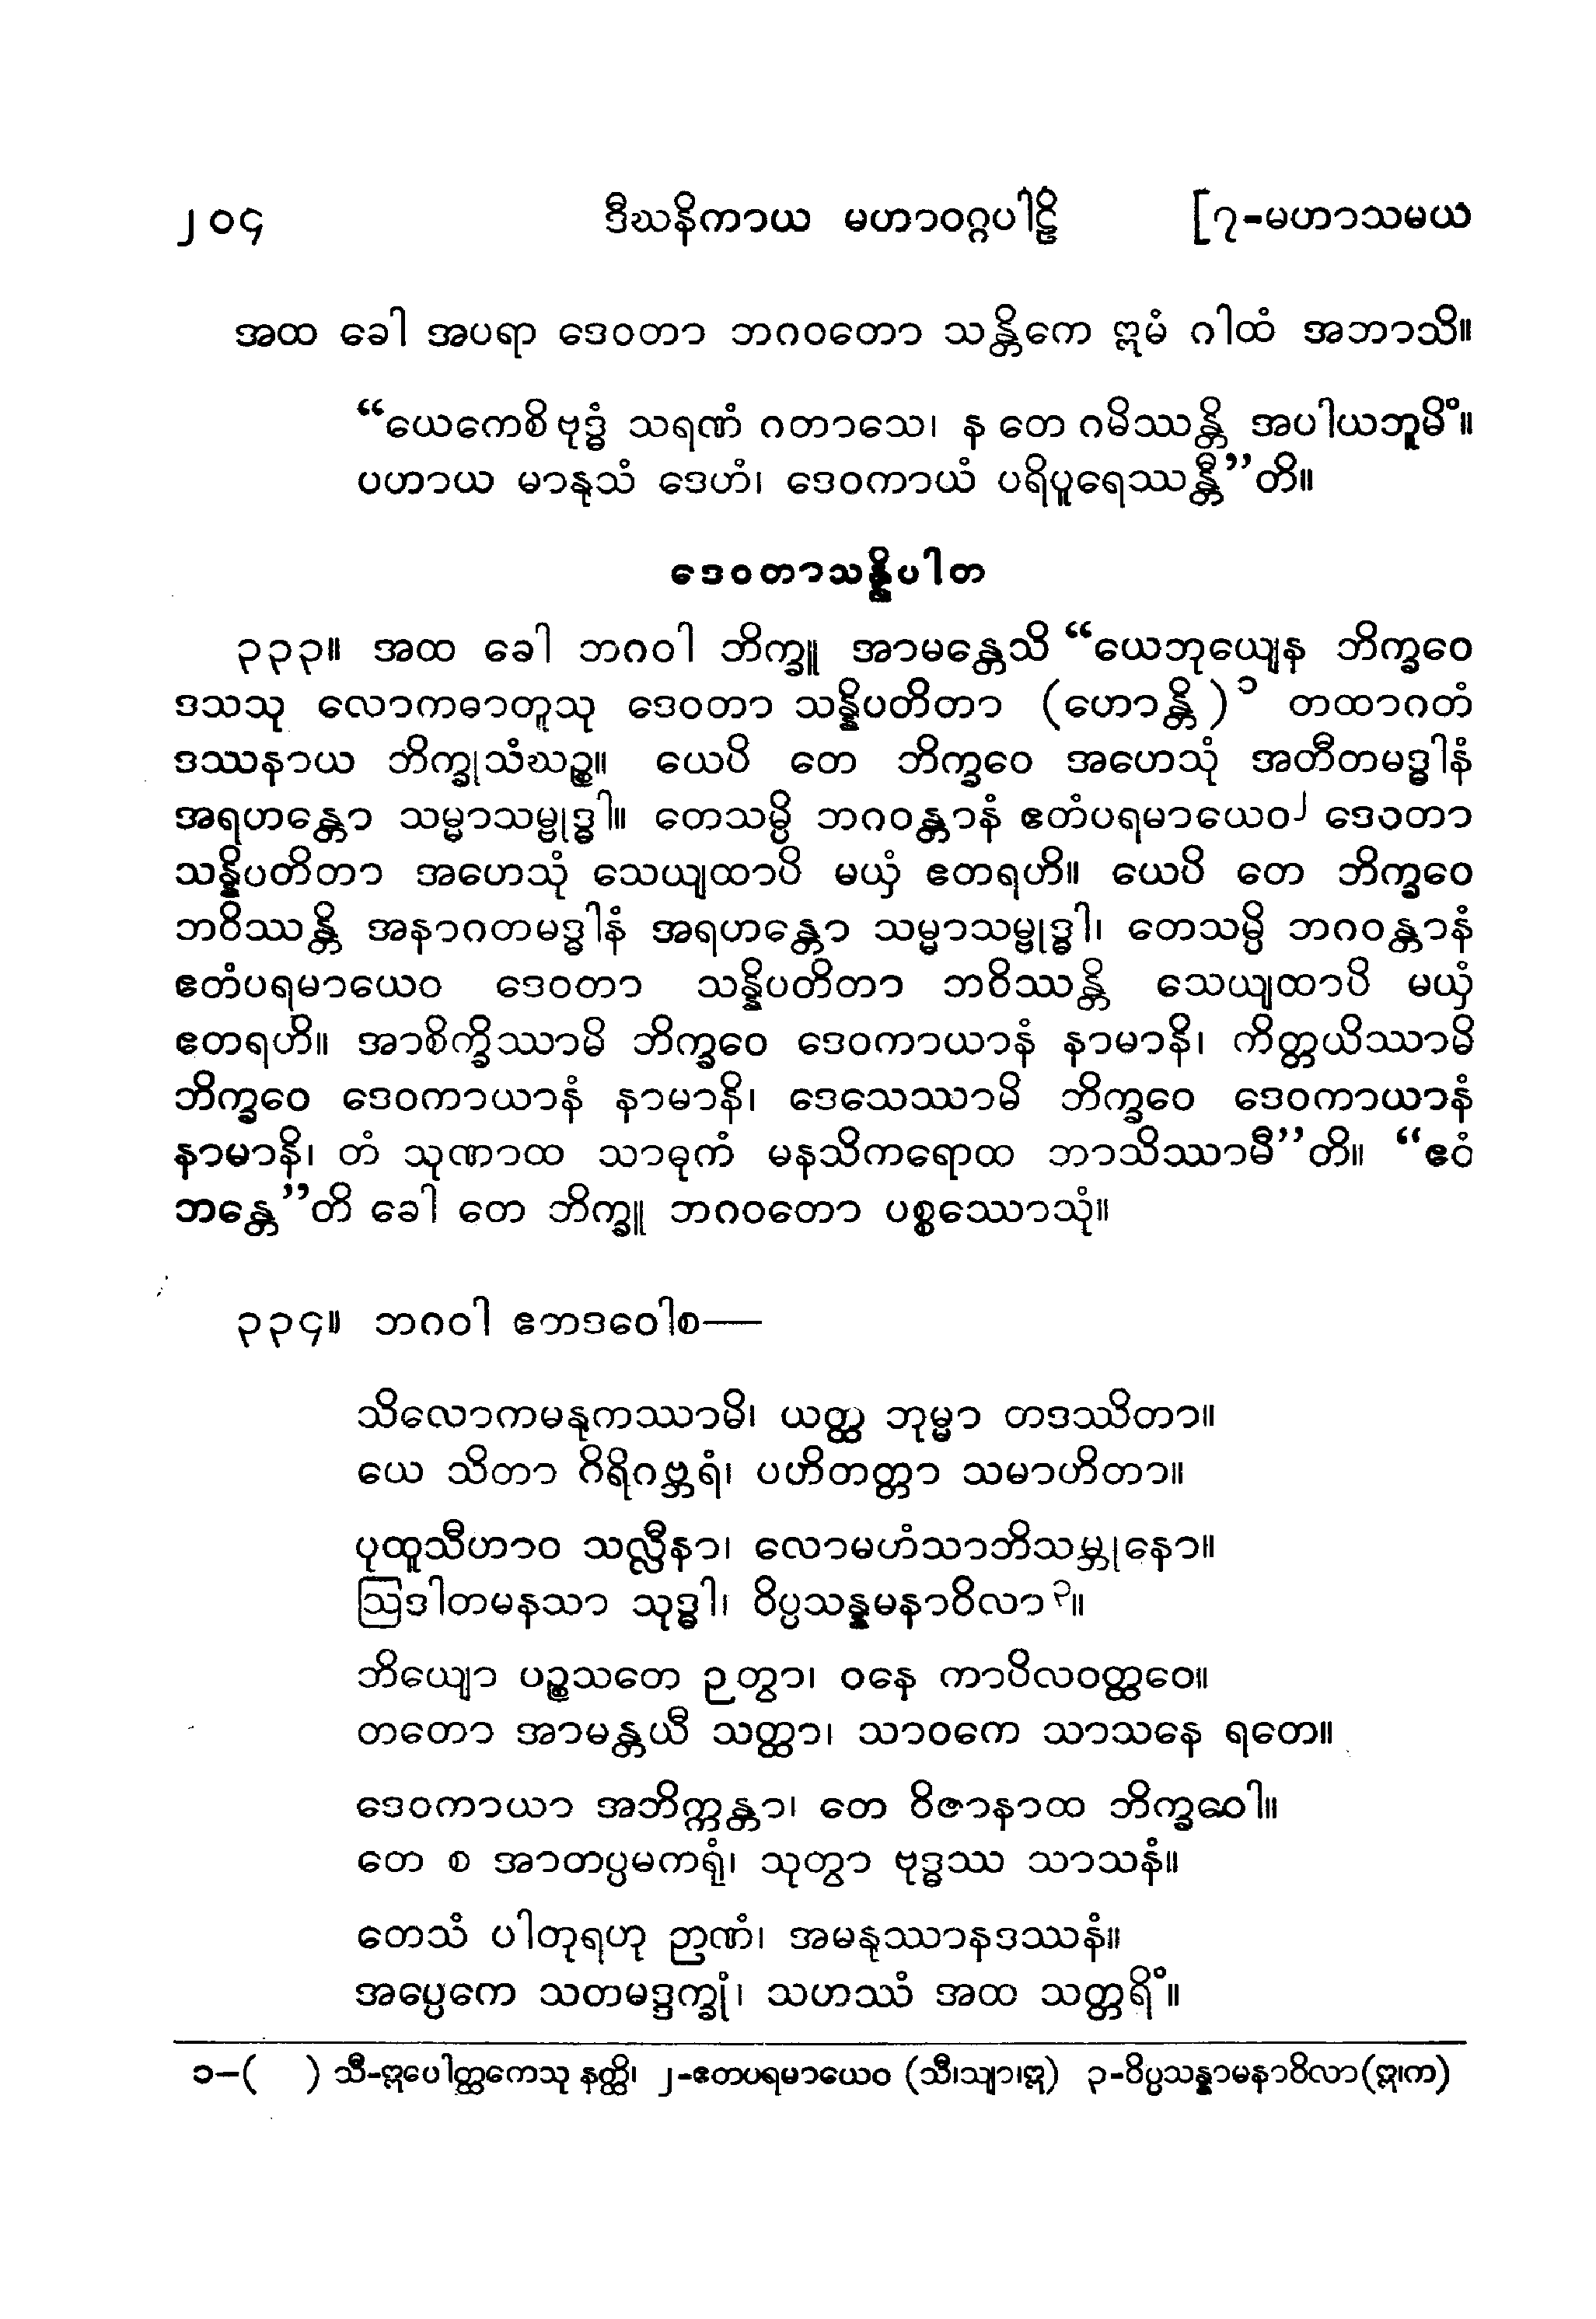 ၂၀၄ ဒီဃနိကာယ မဟာဝဂ္ဂပါဠိ [၇-မဟာသမယ
အထ ခေါ အပရာ ဒေဝတာ ဘဂဝတော သန္တိကေ ဣမံ ဂါထံ အဘာသိ။
“ယေကေစိ ဗုဒ္ဓံ သရဏံ ဂတာသေ၊ န တေ ဂမိဿန္တိ အပါယဘူမိံ။
ပဟာယ မာနုသံ ဒေဟံ၊ ဒေဝကာယံ ပရိပူရေဿန္တီ”တိ။
ဒေဝတာသန္နိပါတ
၃၃၃။ အထ ခေါ ဘဂဝါ ဘိက္ခူ အာမန္တေသိ “ယေဘုယျေန ဘိက္ခဝေ
ဒသသု လောကဓာတူသု ဒေဝတာ သန္နိပတိတာ (ဟောန္တိ)၁ တထာဂတံ
ဒဿနာယ ဘိက္ခုသံဃဉ္စ။ ယေပိ တေ ဘိက္ခဝေ အဟေသုံ အတီတမဒ္ဓါနံ
အရဟန္တော သမ္မာသမ္ဗုဒ္ဓါ။ တေသမ္ပိ ဘဂဝန္တာနံ ဧတံပရမာယေဝ၂ ဒေဝတာ
သန္နိပတိတာ အဟေသုံ သေယျထာပိ မယှံ ဧတရဟိ။ ယေပိ တေ ဘိက္ခဝေ
ဘဝိဿန္တိ အနာဂတမဒ္ဓါနံ အရဟန္တော သမ္မာသမ္ဗုဒ္ဓါ၊ တေသမ္ပိ ဘဂဝန္တာနံ
ဧတံပရမာယေဝ ဒေဝတာ သန္နိပတိတာ ဘဝိဿန္တိ သေယျထာပိ မယှံ
ဧတရဟိ။ အာစိက္ခိဿာမိ ဘိက္ခဝေ ဒေဝကာယာနံ နာမာနိ၊ ကိတ္တယိဿာမိ
ဘိက္ခဝေ ဒေဝကာယာနံ နာမာနိ၊ ဒေသေဿာမိ ဘိက္ခဝေ ဒေဝကာယာနံ
နာမာနိ၊ တံ သုဏာထ သာဓုကံ မနသိကရောထ ဘာသိဿာမီ”တိ။ “ဧဝံ
ဘန္တေ”တိ ခေါ တေ ဘိက္ခူ ဘဂဝတော ပစ္စဿောသုံ။
၃၃၄။ ဘဂဝါ ဧတဒဝေါစ—
သိလောကမနုကဿာမိ၊ ယတ္ထ ဘုမ္မာ တဒဿိတာ။
ယေ သိတာ ဂိရိဂဗ္ဘရံ၊ ပဟိတတ္တာ သမာဟိတာ။
ပုထူသီဟာဝ သလ္လီနာ၊ လောမဟံသာဘိသမ္ဘုနော။
ဩဒါတမနသာ သုဒ္ဓါ၊ ဝိပ္ပသန္နမနာဝိလာ၃။
ဘိယျော ပဉ္စသတေ ဉတွာ၊ ဝနေ ကာပိလဝတ္ထဝေ။
တတော အာမန္တယီ သတ္ထာ၊ သာဝကေ သာသနေ ရတေ။
ဒေဝကာယာ အဘိက္ကန္တာ၊ တေ ဝိဇာနာထ ဘိက္ခဝေါ။
တေ စ အာတပ္ပမကရုံ၊ သုတွာ ဗုဒ္ဓဿ သာသနံ။
တေသံ ပါတုရဟု ဉာဏံ၊ အမနုဿာနဒဿနံ။
အပ္ပေကေ သတမဒ္ဒက္ခုံ၊ သဟဿံ အထ သတ္တရိံ။
၁–( ) သီ-ဣပေါတ္ထကေသု နတ္ထိ၊ ၂-ဧတပရမာယေဝ (သီ၊သျာ၊ဣ) ၃-ဝိပ္ပသန္နာမနာဝိလာ(ဣ၊က)